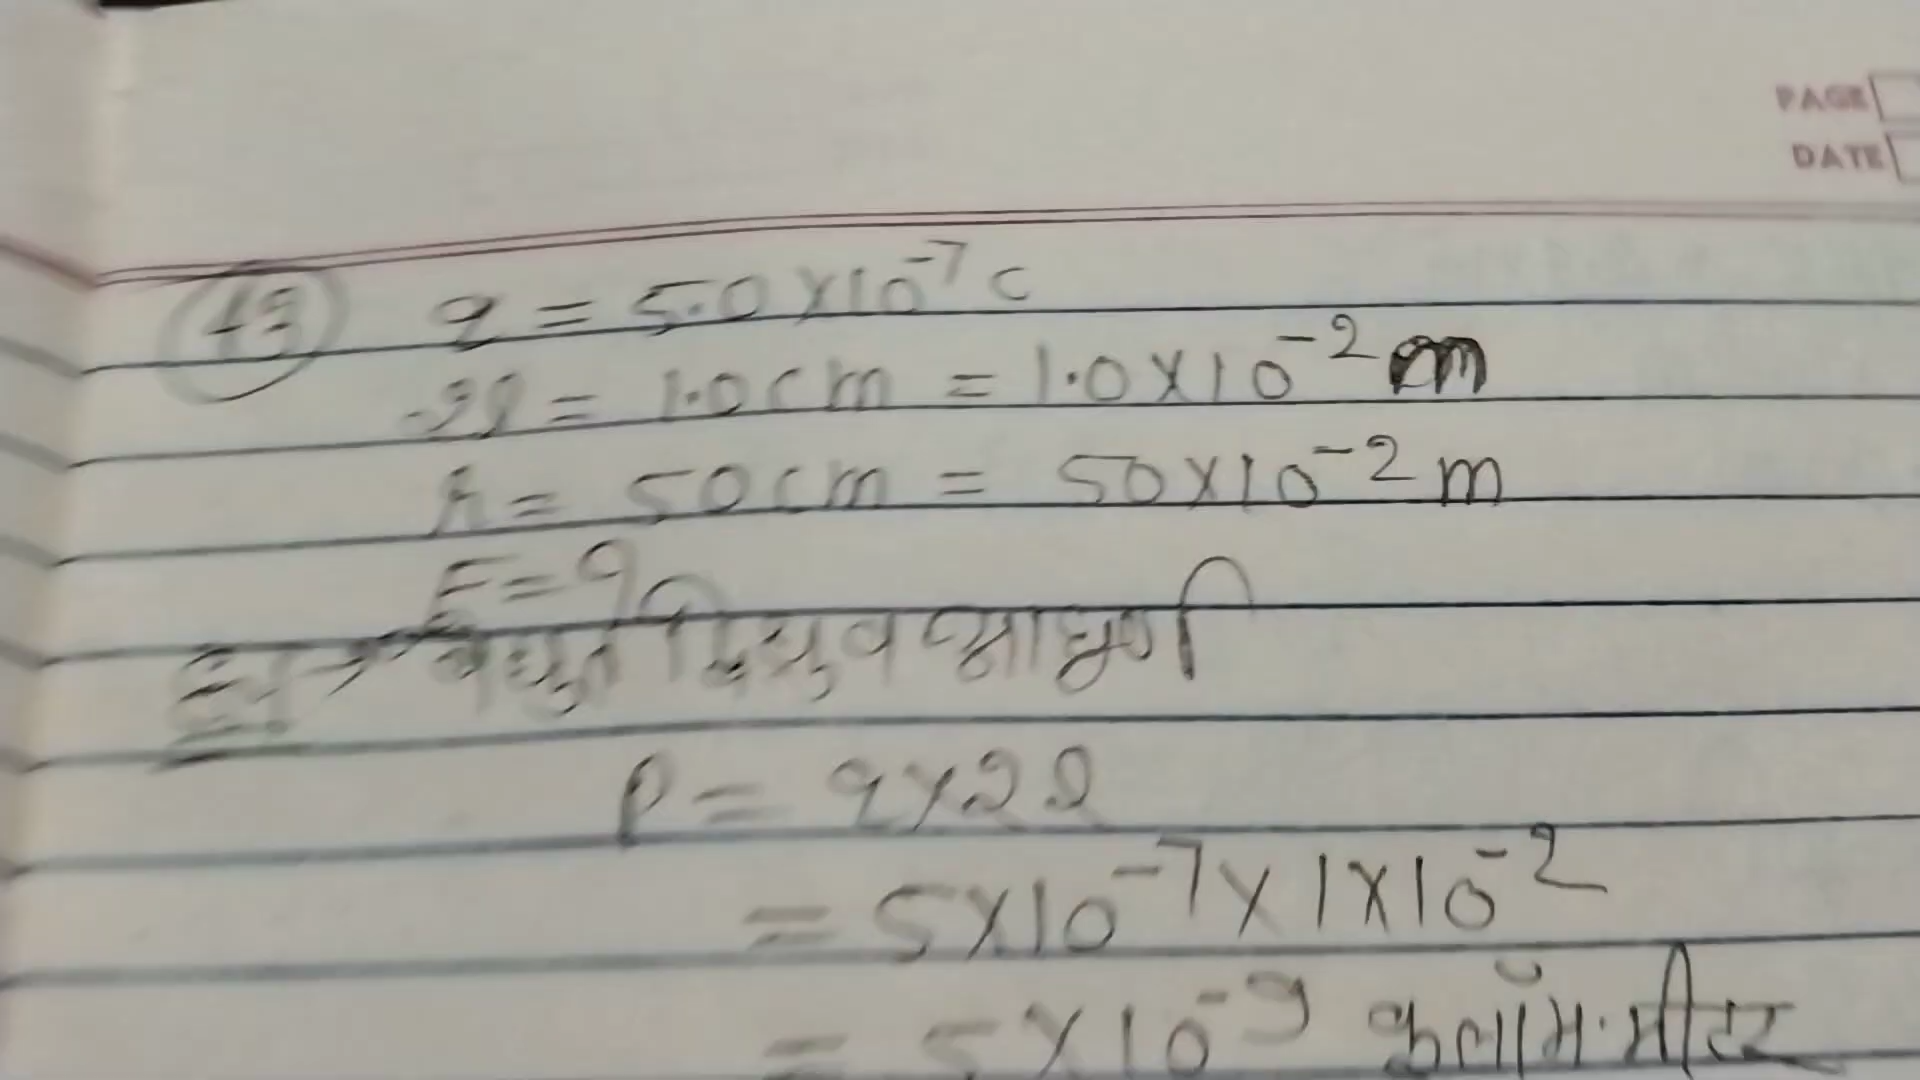 PAGE
DATE
13 q = 5.0×10⁻⁷ C
2l = 1.0 cm = 1.0×10⁻² m
r = 50 cm = 50×10⁻² m
E = ?
हल→ वैद्युत द्विध्रुव आघूर्ण
P = q×2l
= 5×10⁻⁷×1×10⁻²
= 5×10⁻⁹ कूलॉम-मीटर